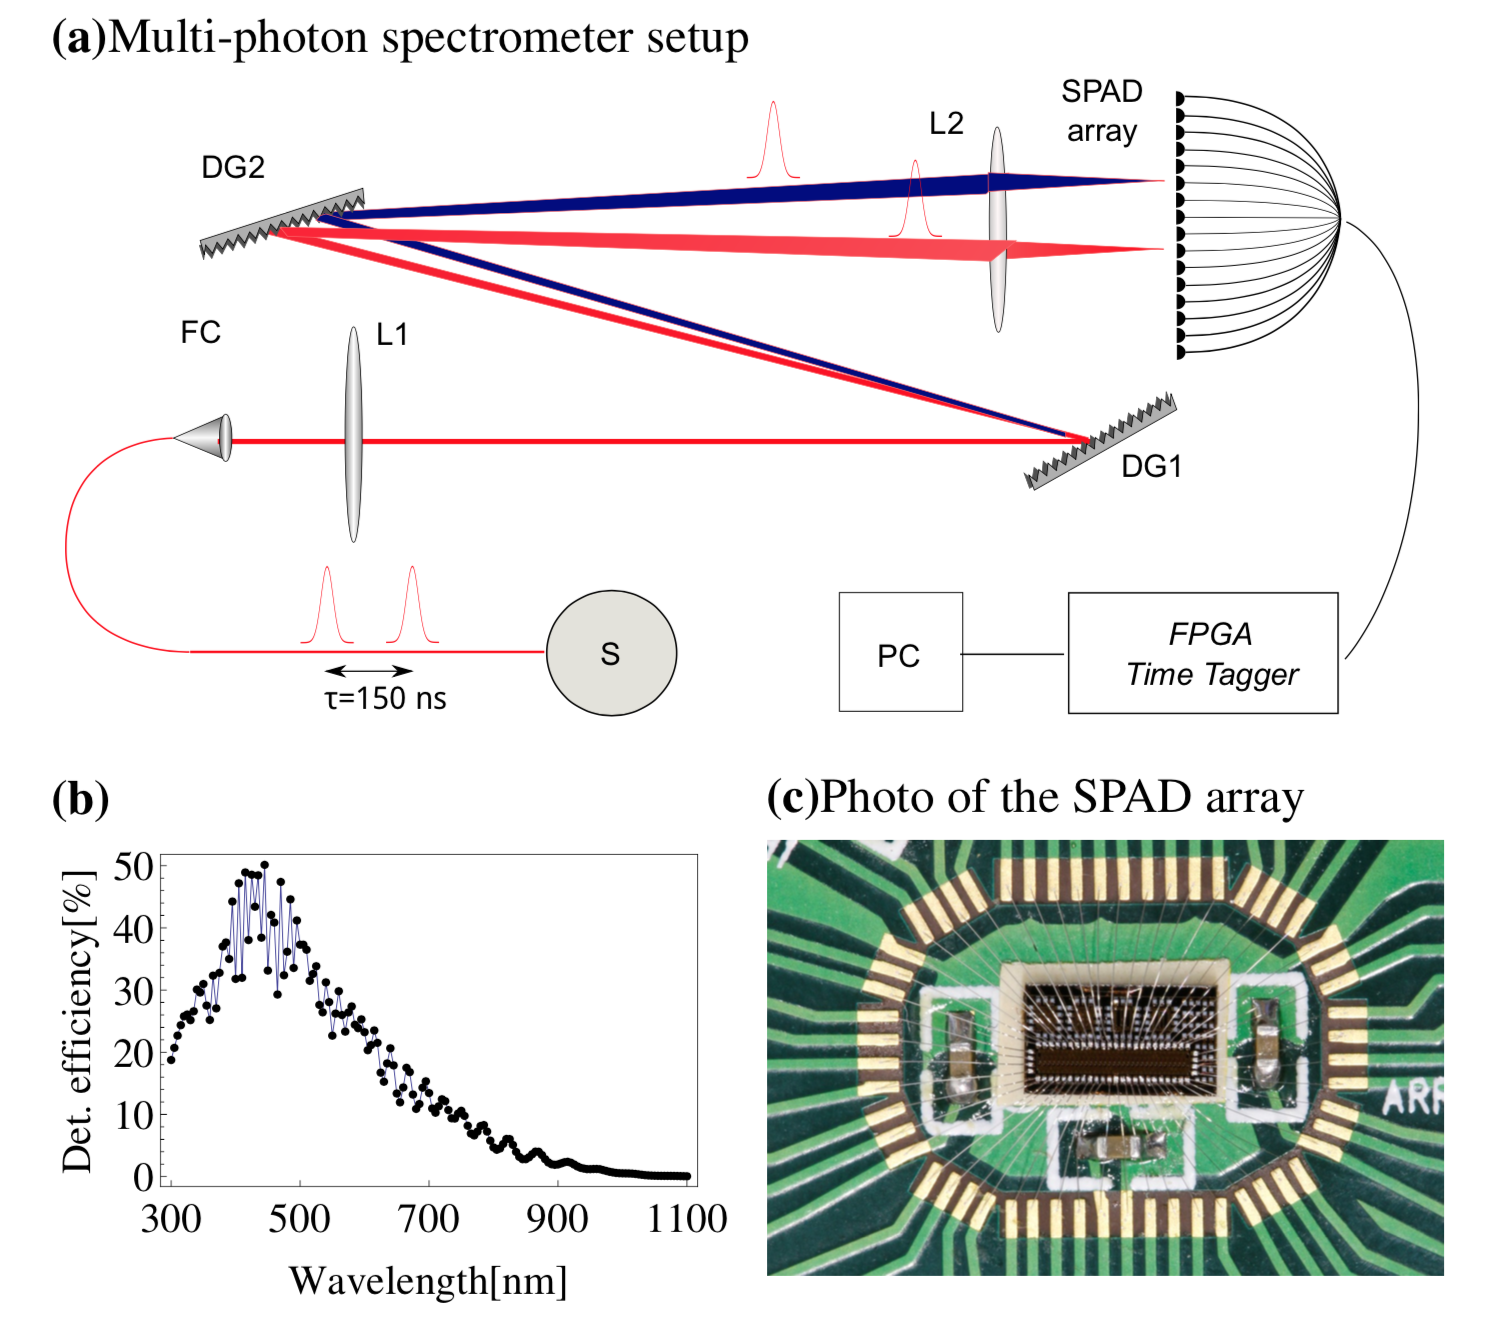 (a)Multi-photon spectrometer setup
SPAD
array
L2
DG2
FC
L1
DG1
S
τ=150 ns
PC
FPGA
Time Tagger
(b)
50
40
30
20
10
0
Det. efficiency[%]
300 500 700 900 1100
Wavelength[nm]
(c)Photo of the SPAD array
ARR